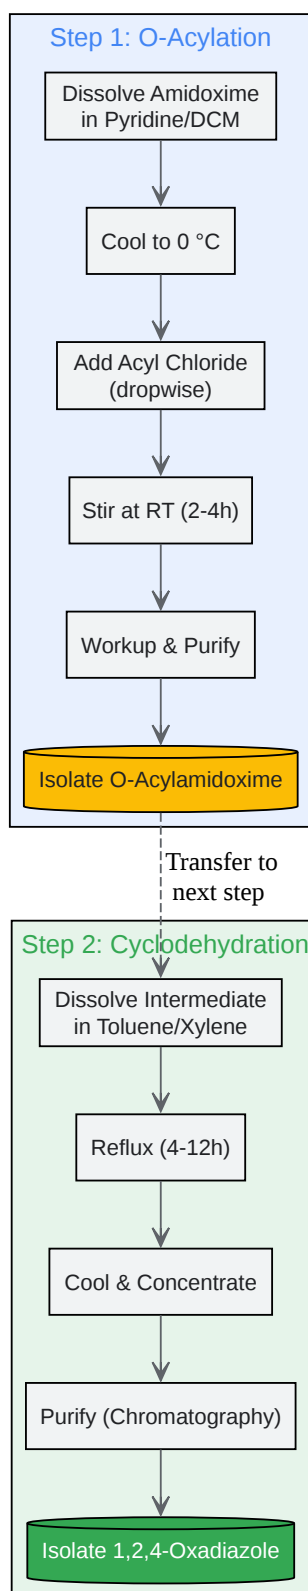 Step 1: O-Acylation
Dissolve Amidoxime
in Pyridine/DCM
Cool to 0 °C
Add Acyl Chloride
(dropwise)
Stir at RT (2-4h)
Workup & Purify
Isolate O-Acylamidoxime
Transfer to
next step
Step 2: Cyclodehydration
Dissolve Intermediate
in Toluene/Xylene
Reflux (4-12h)
Cool & Concentrate
Purify (Chromatography)
Isolate 1,2,4-Oxadiazole